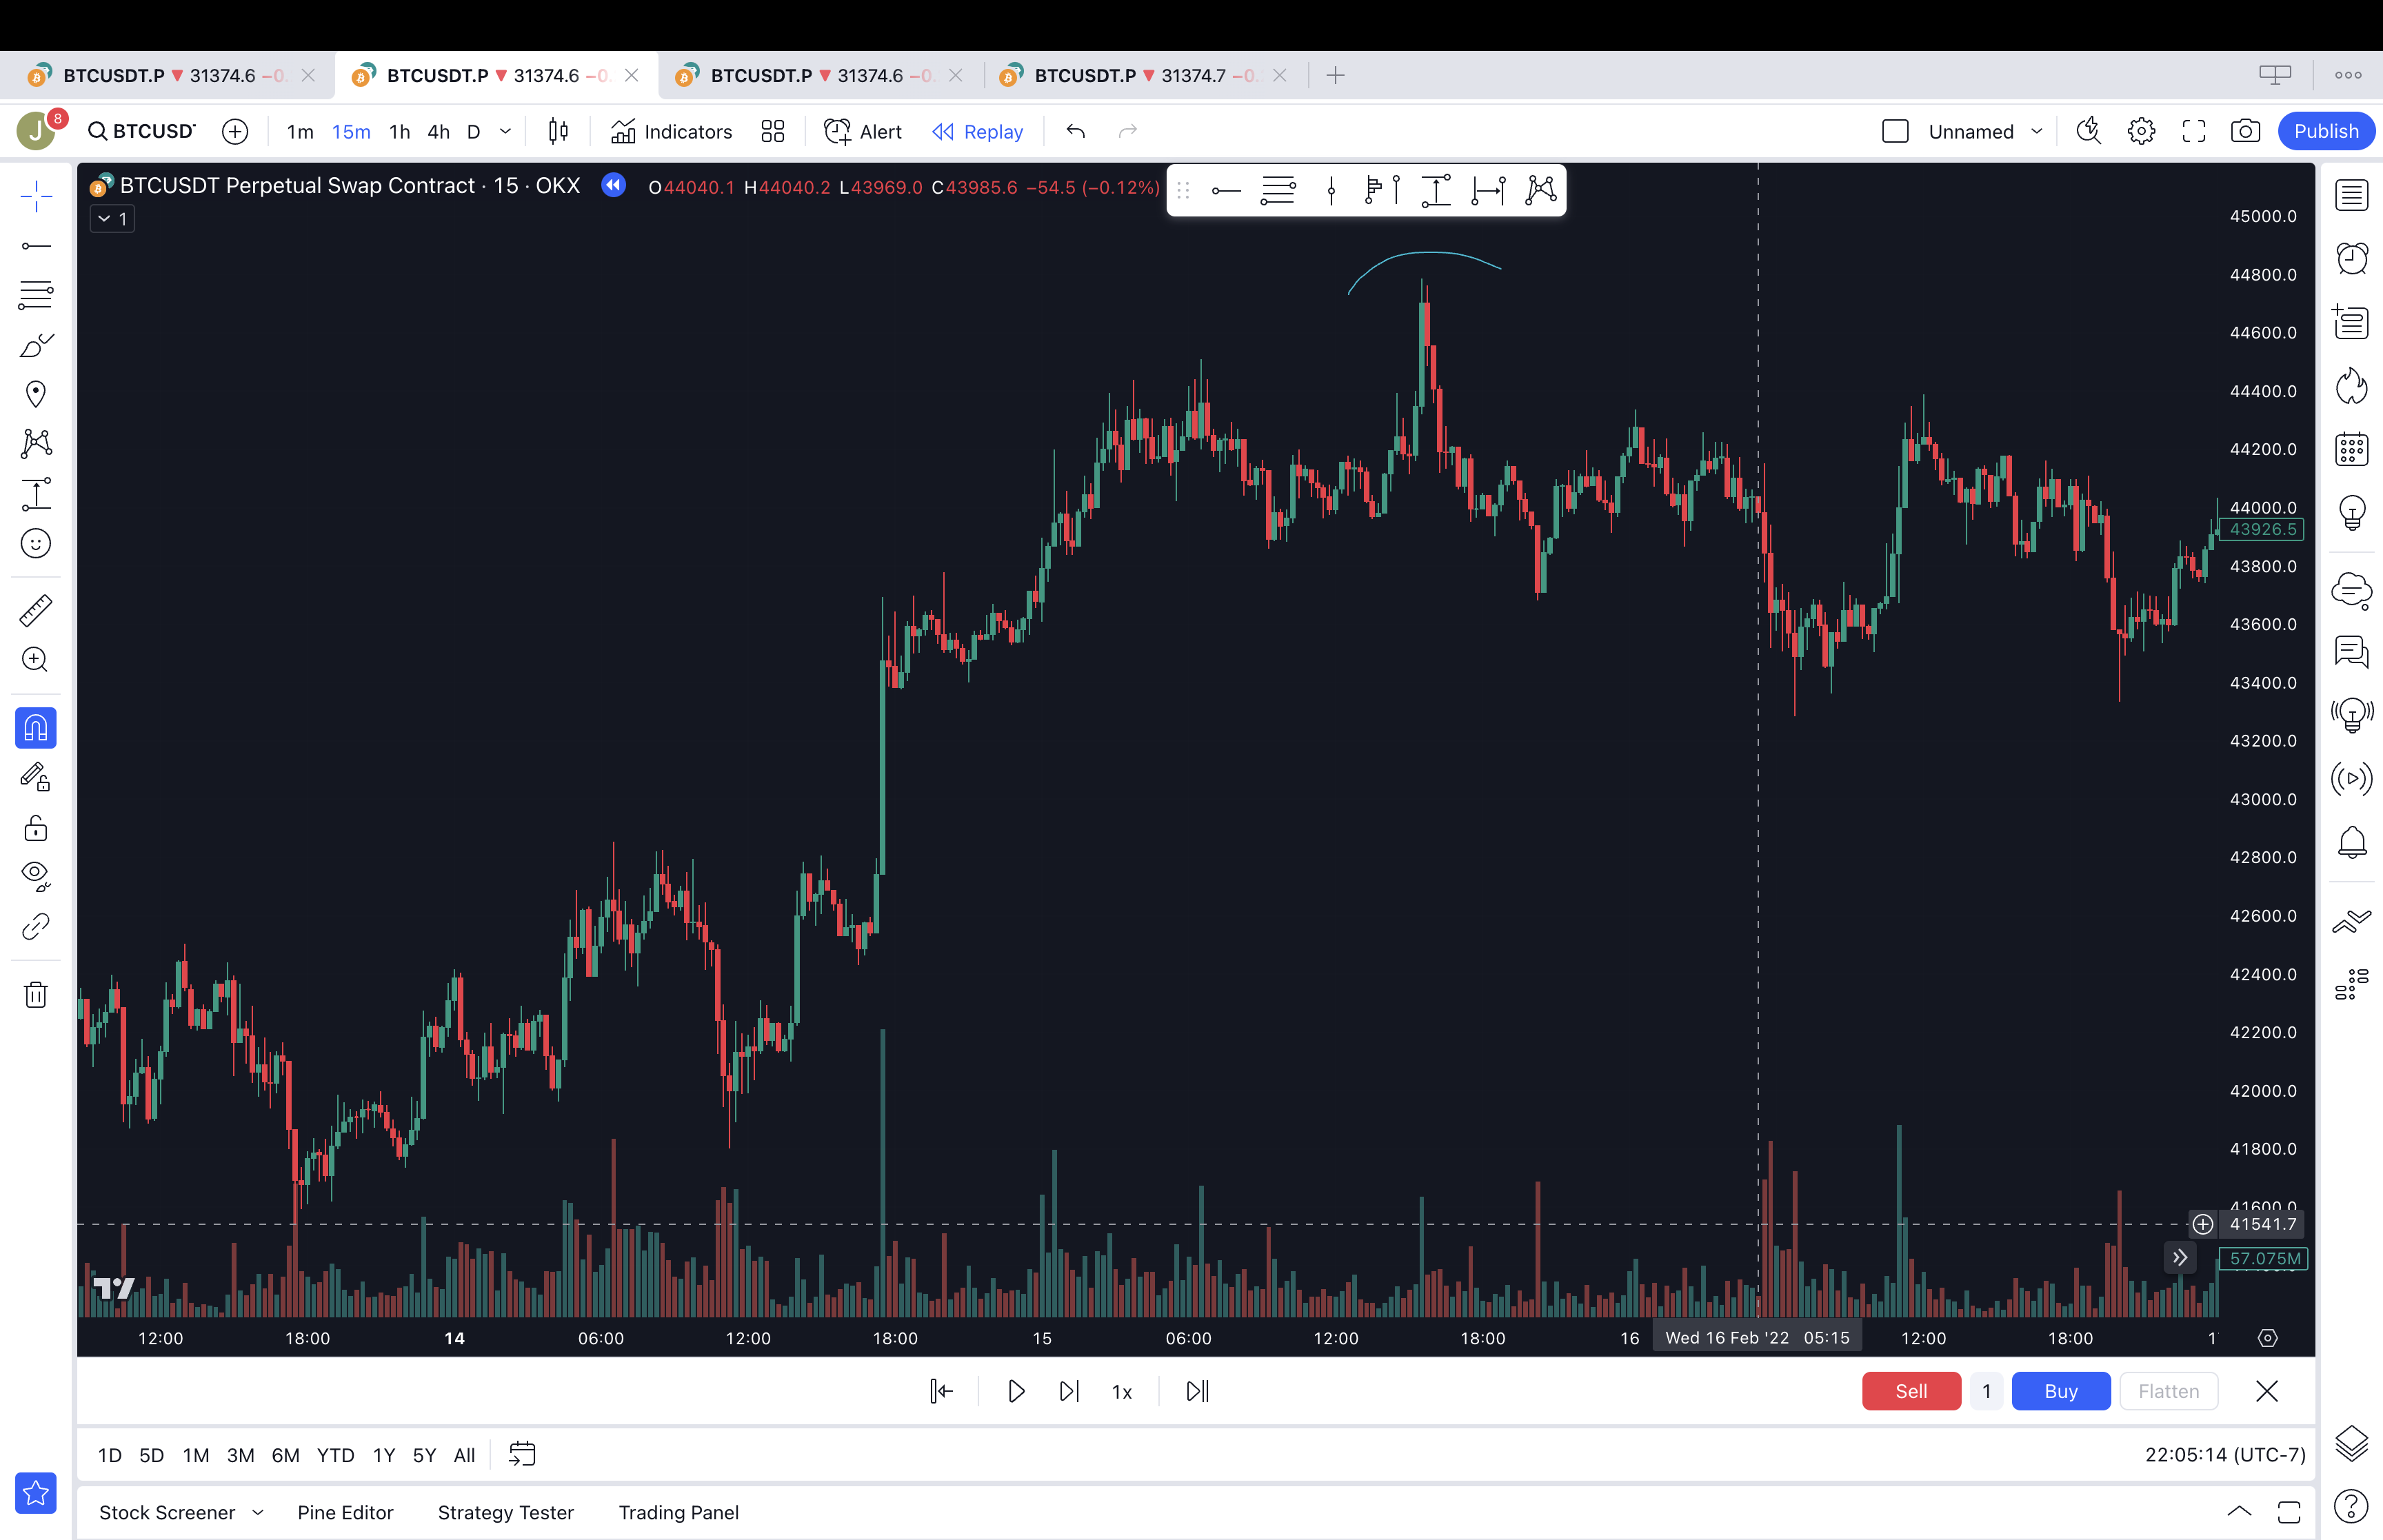 BTCUSDT.P ▼ 31374.6 −0. BTCUSDT.P ▼ 31374.6 −0. BTCUSDT.P ▼ 31374.6 −0. BTCUSDT.P ▼ 31374.7 −0.
J 8 BTCUSD 1m 15m 1h 4h D Indicators Alert Replay Unnamed Publish
BTCUSDT Perpetual Swap Contract · 15 · OKX O44040.1 H44040.2 L43969.0 C43985.6 −54.5 (−0.12%)
1
45000.0
44800.0
44600.0
44400.0
44200.0
44000.0
43926.5
43800.0
43600.0
43400.0
43200.0
43000.0
42800.0
42600.0
42400.0
42200.0
42000.0
41800.0
41600.0
41541.7
57.075M
12:00 18:00 14 06:00 12:00 18:00 15 06:00 12:00 18:00 16 Wed 16 Feb '22 05:15 12:00 18:00 1
1x Sell 1 Buy Flatten
1D 5D 1M 3M 6M YTD 1Y 5Y All 22:05:14 (UTC-7)
Stock Screener Pine Editor Strategy Tester Trading Panel